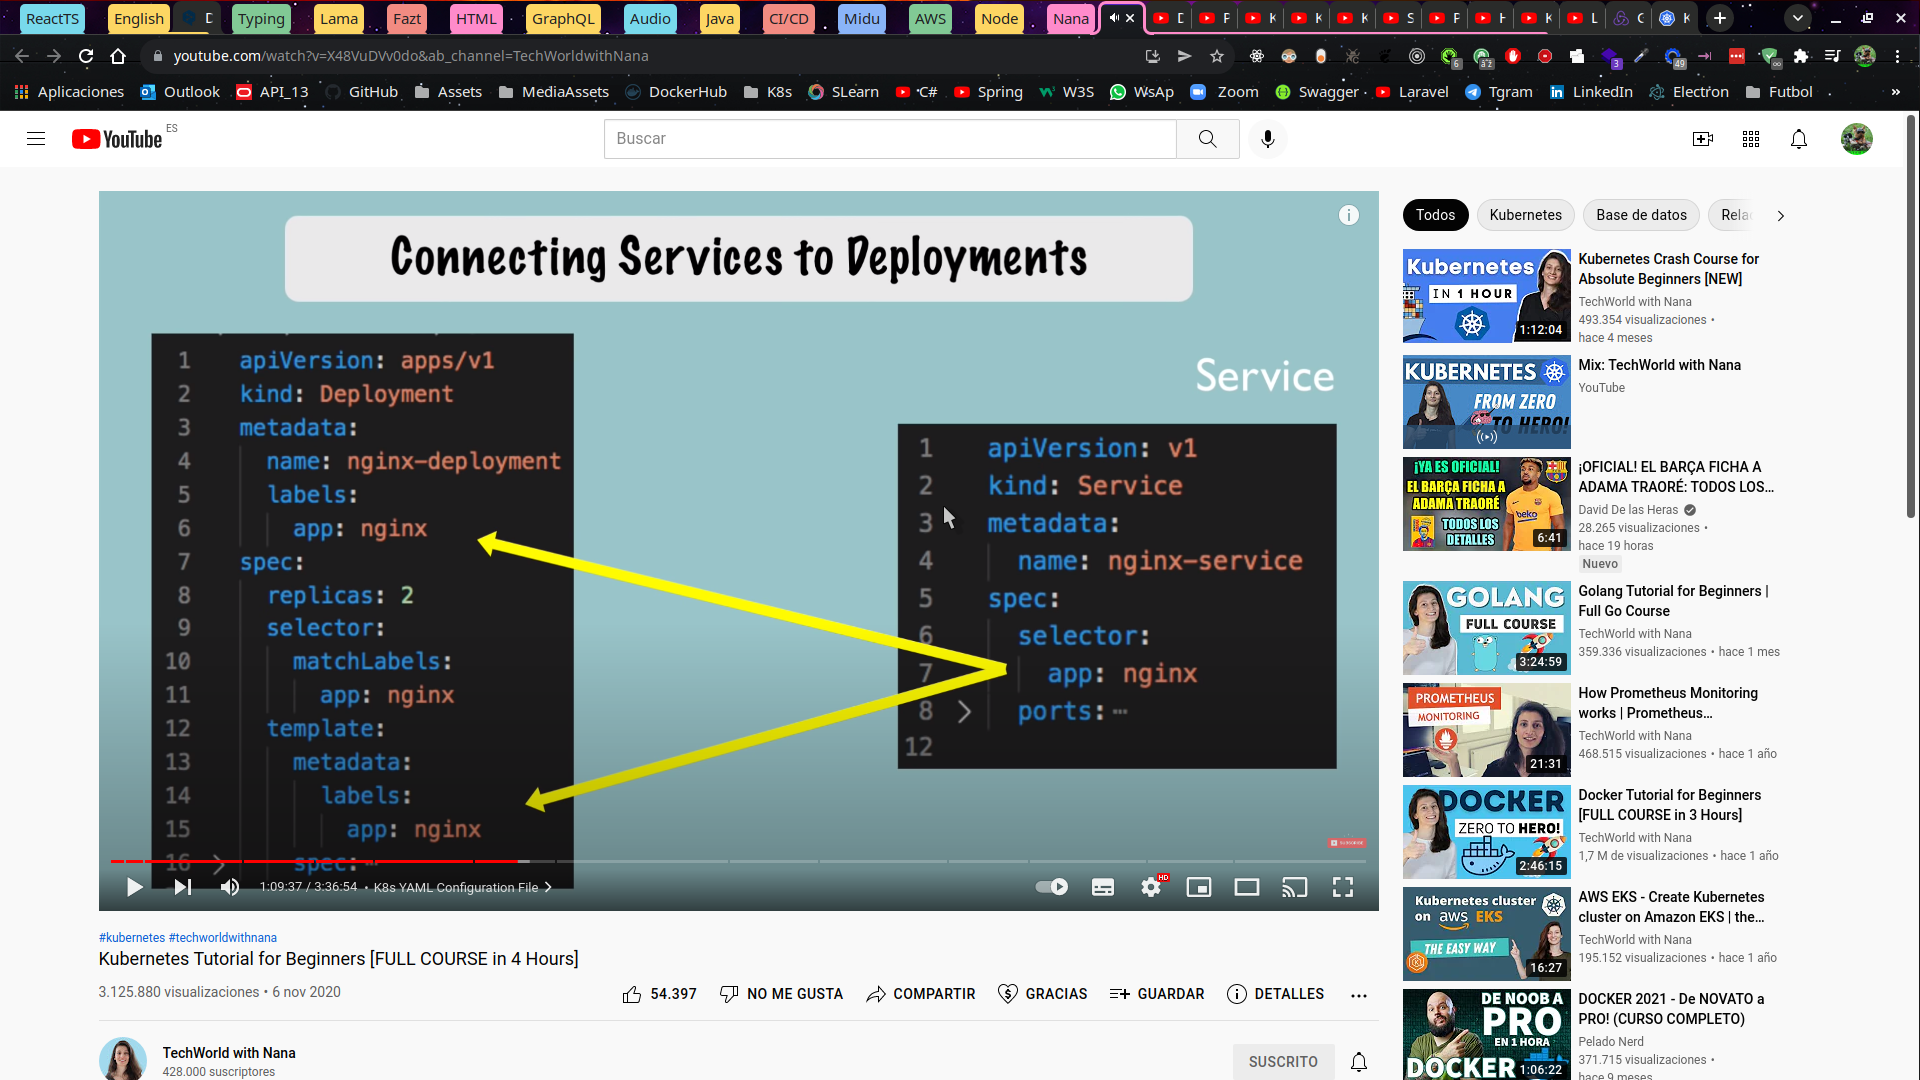 ReactTS English D Typing Lama Fazt HTML GraphQL Audio Java CI/CD Midu AWS Node Nana
youtube.com/watch?v=X48VuDVv0do&ab_channel=TechWorldwithNana
Aplicaciones Outlook API_13 GitHub Assets MediaAssets DockerHub K8s SLearn C# Spring W3S WsAp Zoom Swagger Laravel Tgram LinkedIn Electron Futbol »
YouTube ES
Buscar
Connecting Services to Deployments
1 apiVersion: apps/v1
2 kind: Deployment
3 metadata:
4 name: nginx-deployment
5 labels:
6 app: nginx
7 spec:
8 replicas: 2
9 selector:
10 matchLabels:
11 app: nginx
12 template:
13 metadata:
14 labels:
15 app: nginx
16 spec:
Service
1 apiVersion: v1
2 kind: Service
3 metadata:
4 name: nginx-service
5 spec:
6 selector:
7 app: nginx
8 ports:
12
SUBSCRIBE
1:09:37 / 3:36:54 • K8s YAML Configuration File
HD
#kubernetes #techworldwithnana
Kubernetes Tutorial for Beginners [FULL COURSE in 4 Hours]
3.125.880 visualizaciones • 6 nov 2020
54.397 NO ME GUSTA COMPARTIR GRACIAS GUARDAR DETALLES
TechWorld with Nana
428.000 suscriptores
SUSCRITO
Todos Kubernetes Base de datos Rela
Kubernetes
IN 1 HOUR
1:12:04
Kubernetes Crash Course for
Absolute Beginners [NEW]
TechWorld with Nana
493.354 visualizaciones •
hace 4 meses
KUBERNETES
FROM ZERO
TO HERO!
Mix: TechWorld with Nana
YouTube
¡YA ES OFICIAL!
EL BARÇA FICHA A
ADAMA TRAORÉ
TODOS LOS
DETALLES
beko
6:41
¡OFICIAL! EL BARÇA FICHA A
ADAMA TRAORÉ: TODOS LOS...
David De las Heras
28.265 visualizaciones •
hace 19 horas
Nuevo
GOLANG
FULL COURSE
3:24:59
Golang Tutorial for Beginners |
Full Go Course
TechWorld with Nana
359.336 visualizaciones • hace 1 mes
PROMETHEUS
MONITORING
21:31
How Prometheus Monitoring
works | Prometheus...
TechWorld with Nana
468.515 visualizaciones • hace 1 año
DOCKER
ZERO TO HERO!
2:46:15
Docker Tutorial for Beginners
[FULL COURSE in 3 Hours]
TechWorld with Nana
1,7 M de visualizaciones • hace 1 año
Kubernetes cluster
on aws EKS
THE EASY WAY
16:27
AWS EKS - Create Kubernetes
cluster on Amazon EKS | the...
TechWorld with Nana
195.152 visualizaciones • hace 1 año
DE NOOB A
PRO
EN 1 HORA
DOCKER
1:06:22
DOCKER 2021 - De NOVATO a
PRO! (CURSO COMPLETO)
Pelado Nerd
371.715 visualizaciones •
hace 9 meses